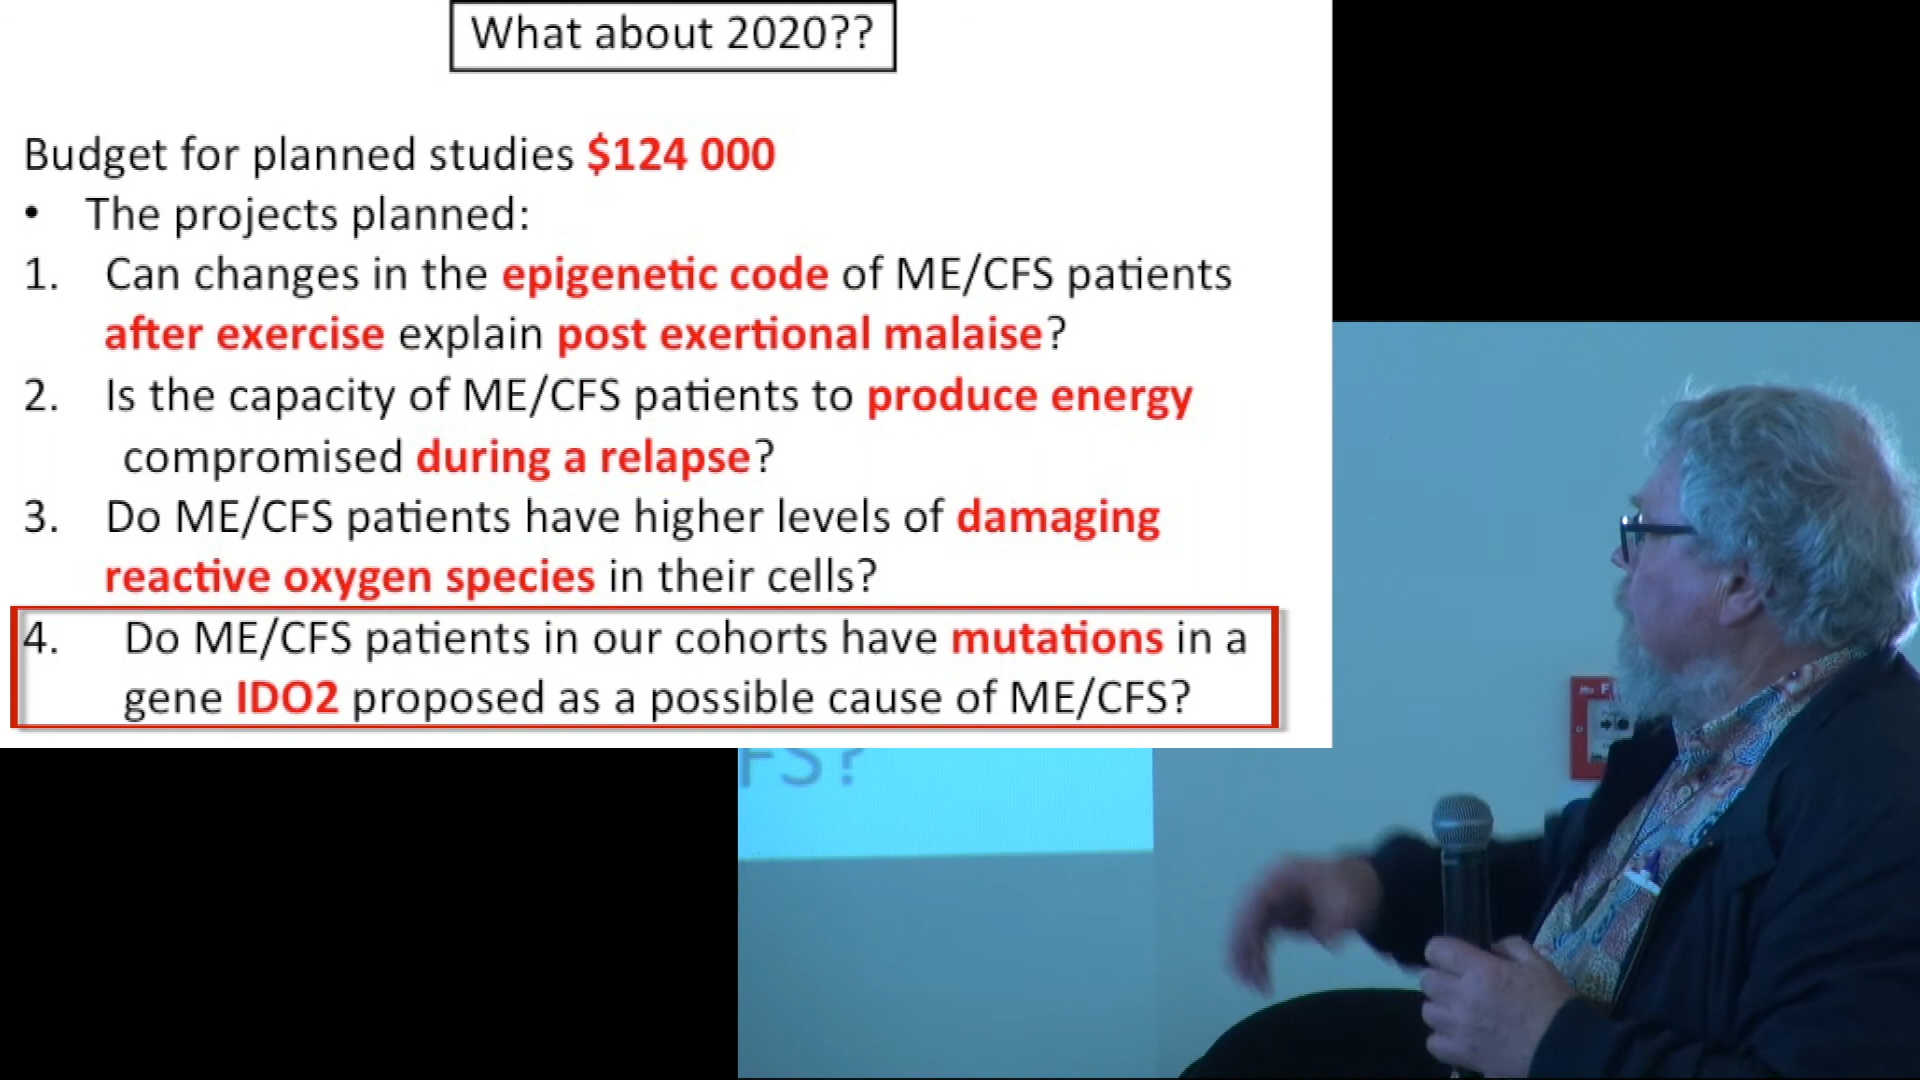 What about 2020??
Budget for planned studies $124 000
• The projects planned:
1. Can changes in the epigenetic code of ME/CFS patients
after exercise explain post exertional malaise?
2. Is the capacity of ME/CFS patients to produce energy
compromised during a relapse?
3. Do ME/CFS patients have higher levels of damaging
reactive oxygen species in their cells?
4. Do ME/CFS patients in our cohorts have mutations in a
gene IDO2 proposed as a possible cause of ME/CFS?
FS?